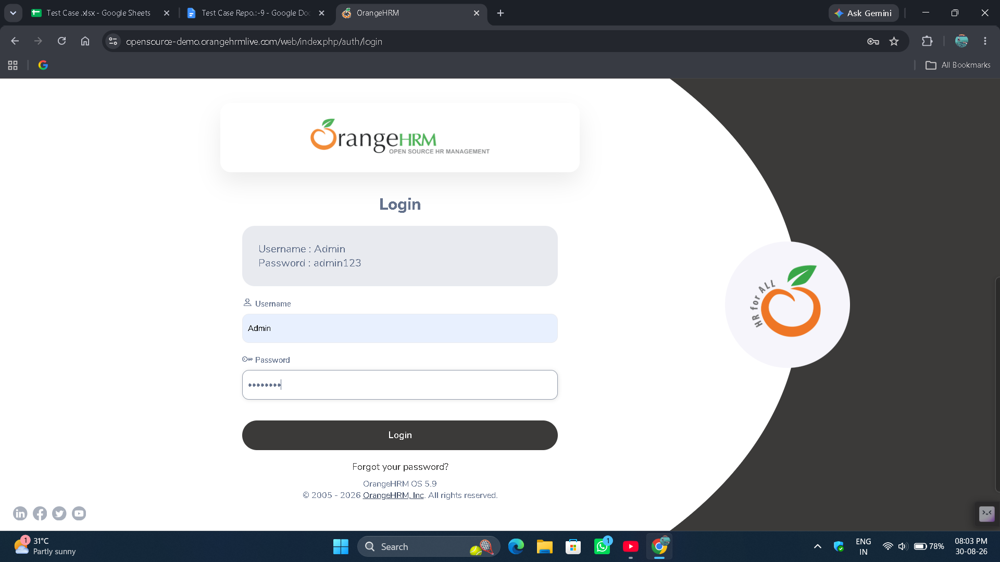 Test Case .xlsx - Google Sheets
Test Case Repo.:-9 - Google Doc
OrangeHRM
Ask Gemini
opensource-demo.orangehrmlive.com/web/index.php/auth/login
All Bookmarks
OrangeHRM
OPEN SOURCE HR MANAGEMENT
Login
Username : Admin
Password : admin123
Username
Admin
Password
Login
Forgot your password?
OrangeHRM OS 5.9
© 2005 - 2026 OrangeHRM, Inc. All rights reserved.
HR for ALL
1
31°C
Partly sunny
Search
1
ENG
IN
78%
08:03 PM
30-08-26